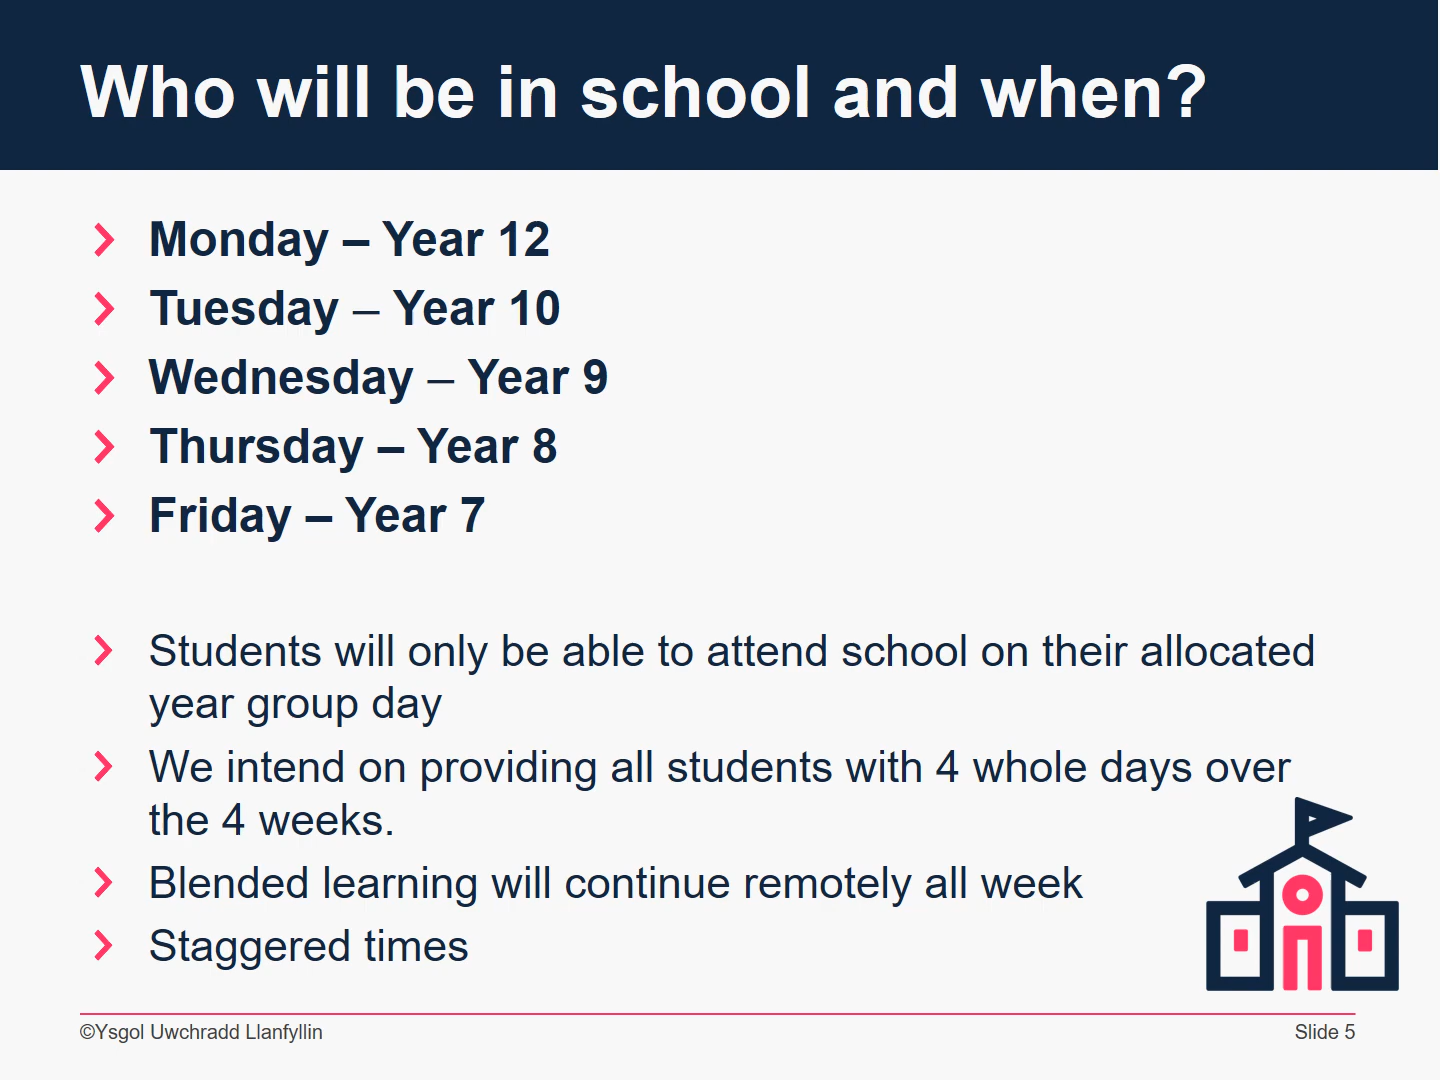 Who will be in school and when?
Monday – Year 12
Tuesday – Year 10
Wednesday – Year 9
Thursday – Year 8
Friday – Year 7
Students will only be able to attend school on their allocated
year group day
We intend on providing all students with 4 whole days over
the 4 weeks.
Blended learning will continue remotely all week
Staggered times
©Ysgol Uwchradd Llanfyllin
Slide 5